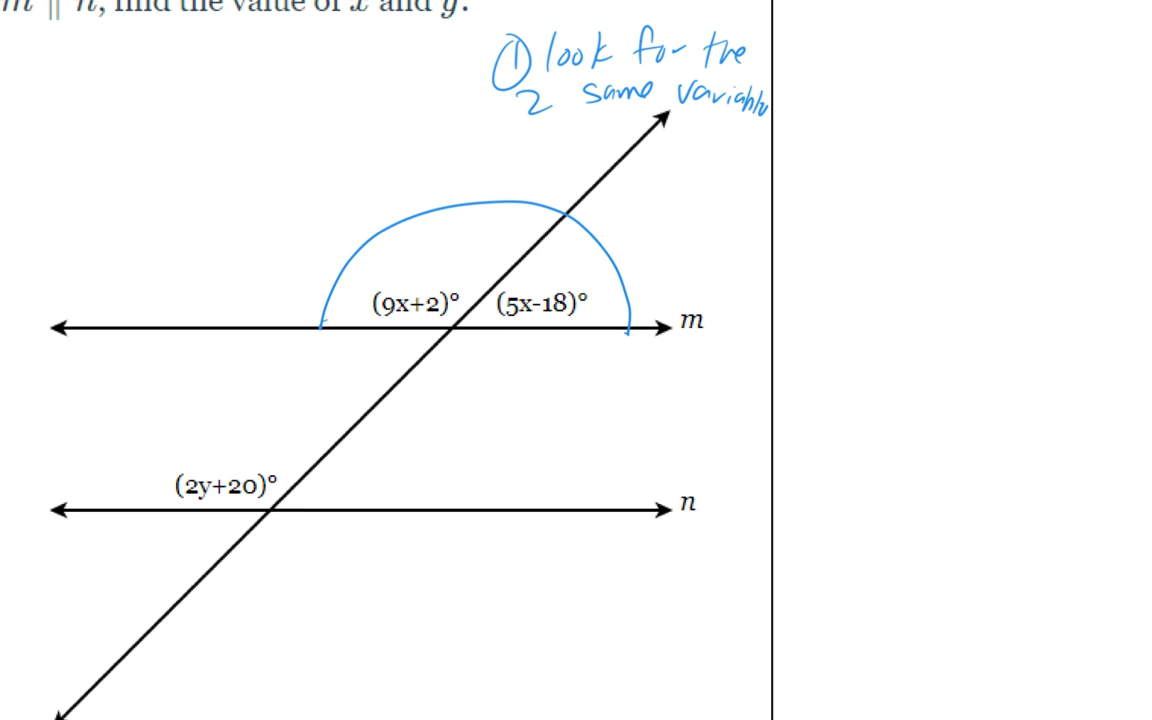 m ∥ n, find the value of x and y.
① look for the
2 same variable
(9x+2)° (5x-18)°
m
(2y+20)°
n